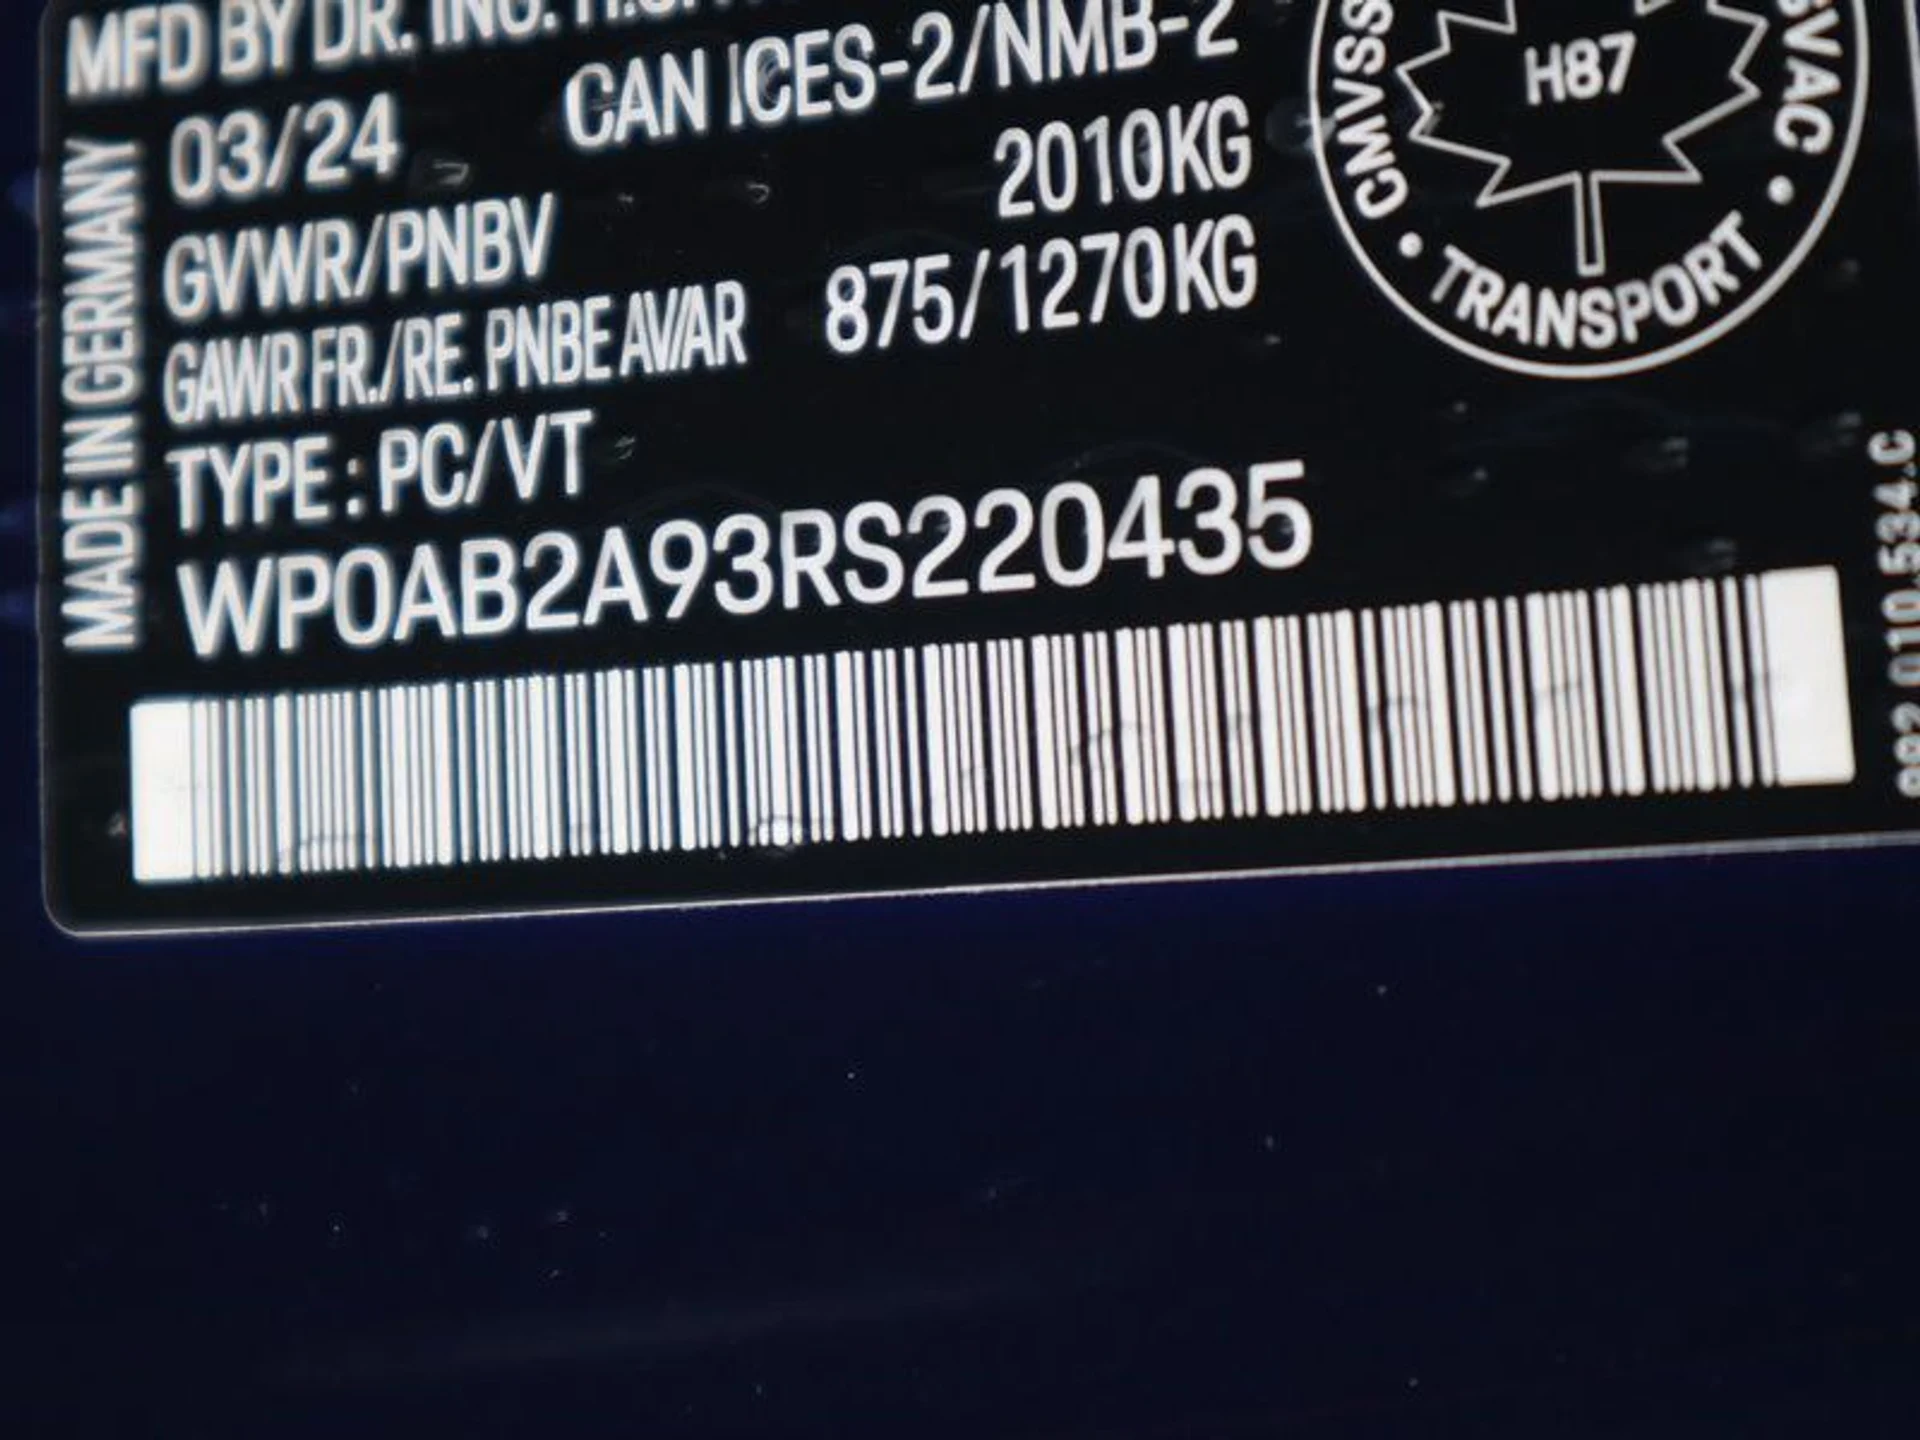 MFD BY DR. ING.
03/24 CAN ICES-2/NMB-2
GVWR/PNBV 2010KG
GAWR FR./RE. PNBE AV/AR 875/1270KG
TYPE : PC/VT
WP0AB2A93RS220435
MADE IN GERMANY
H87
CMVSS • TRANSPORT • SVAC
992.010.534.C